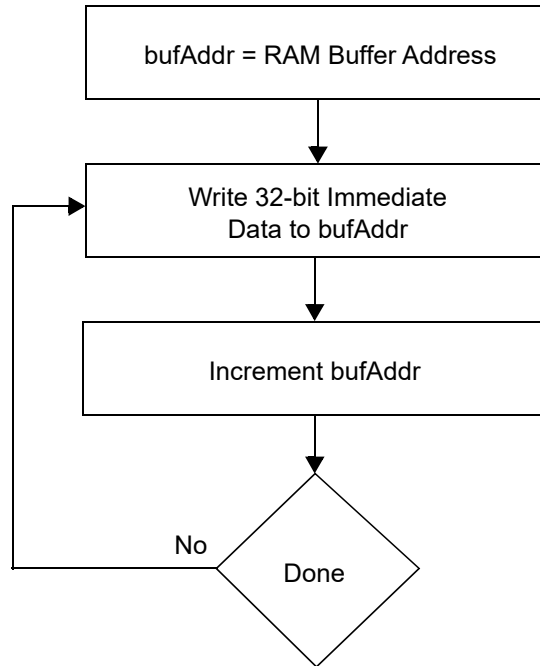 bufAddr = RAM Buffer Address
Write 32-bit Immediate
Data to bufAddr
Increment bufAddr
No
Done